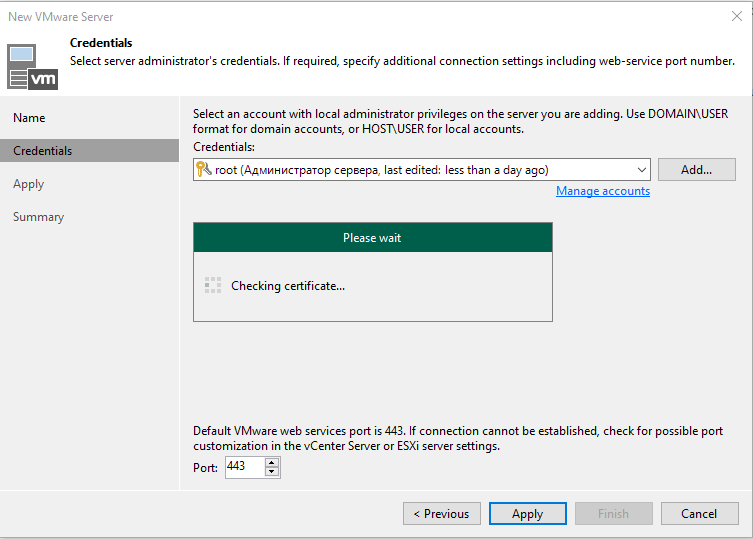 New VMware Server
Credentials
Select server administrator's credentials. If required, specify additional connection settings including web-service port number.
vm
Name
Credentials
Apply
Summary
Select an account with local administrator privileges on the server you are adding. Use DOMAIN\USER
format for domain accounts, or HOST\USER for local accounts.
Credentials:
root (Администратор сервера, last edited: less than a day ago)
Add...
Manage accounts
Please wait
Checking certificate...
Default VMware web services port is 443. If connection cannot be established, check for possible port
customization in the vCenter Server or ESXi server settings.
Port: 443
< Previous
Apply
Finish
Cancel